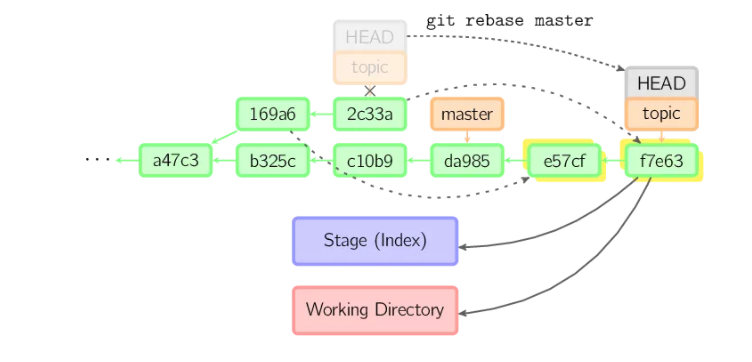 git rebase master
HEAD
topic
HEAD
topic
169a6
2c33a
master
...
a47c3
b325c
c10b9
da985
e57cf
f7e63
Stage (Index)
Working Directory